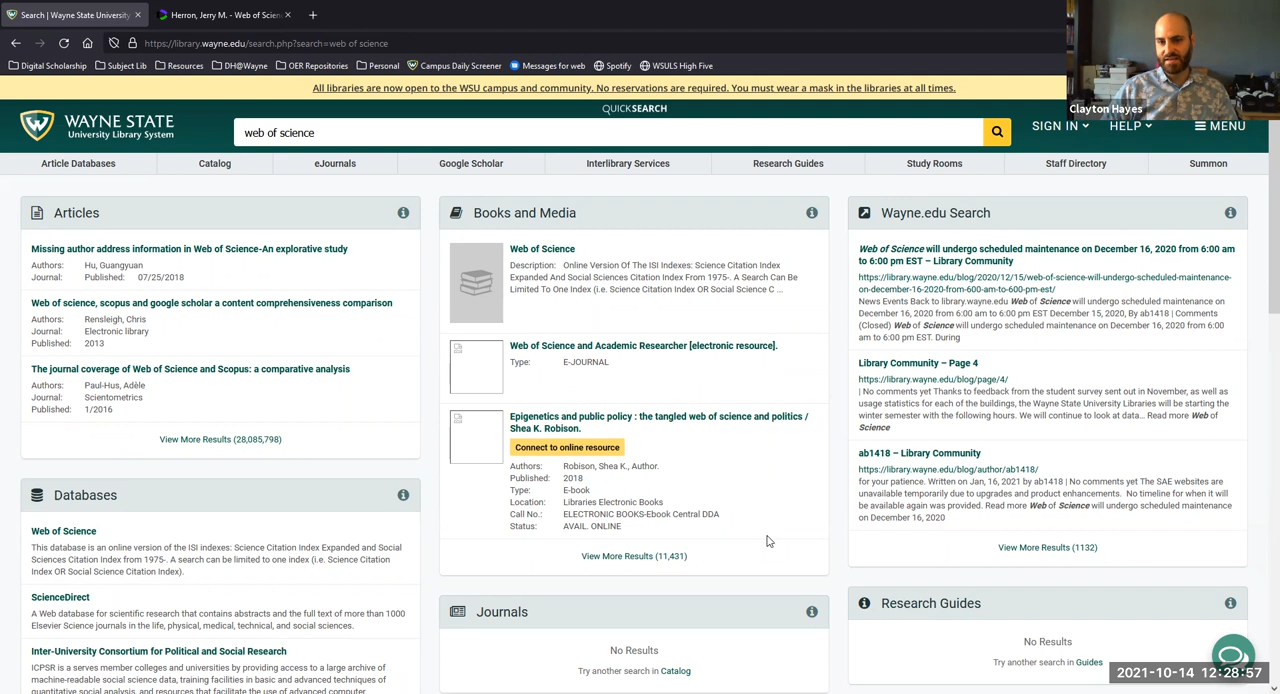 Search | Wayne State University
Herron, Jerry M. - Web of Scien
https://library.wayne.edu/search.php?search=web of science
Digital Scholarship
Subject Lib
Resources
DH@Wayne
OER Repositories
Personal
Campus Daily Screener
Messages for web
Spotify
WSULS High Five
Clayton Hayes
All libraries are now open to the WSU campus and community. No reservations are required. You must wear a mask in the libraries at all times.
QUICKSEARCH
WAYNE STATE
University Library System
web of science
SIGN IN
HELP
MENU
Article Databases
Catalog
eJournals
Google Scholar
Interlibrary Services
Research Guides
Study Rooms
Staff Directory
Summon
Articles
Missing author address information in Web of Science-An explorative study
Authors: Hu, Guangyuan
Journal: Published: 07/25/2018
Web of science, scopus and google scholar a content comprehensiveness comparison
Authors: Rensleigh, Chris
Journal: Electronic library
Published: 2013
The journal coverage of Web of Science and Scopus: a comparative analysis
Authors: Paul-Hus, Adèle
Journal: Scientometrics
Published: 1/2016
View More Results (28,085,798)
Databases
Web of Science
This database is an online version of the ISI indexes: Science Citation Index Expanded and Social
Sciences Citation Index from 1975-. A search can be limited to one index (i.e. Science Citation
Index OR Social Science Citation Index).
ScienceDirect
A Web database for scientific research that contains abstracts and the full text of more than 1000
Elsevier Science journals in the life, physical, medical, technical, and social sciences.
Inter-University Consortium for Political and Social Research
ICPSR is a serves member colleges and universities by providing access to a large archive of
machine-readable social science data, training facilities in basic and advanced techniques of
quantitative social analysis, and resources that facilitate the use of advanced computer
Books and Media
Web of Science
Description: Online Version Of The ISI Indexes: Science Citation Index
Expanded And Social Sciences Citation Index From 1975-. A Search Can Be
Limited To One Index (i.e. Science Citation Index OR Social Science C ...
Web of Science and Academic Researcher [electronic resource].
Type: E-JOURNAL
Epigenetics and public policy : the tangled web of science and politics /
Shea K. Robison.
Connect to online resource
Authors: Robison, Shea K., Author.
Published: 2018
Type: E-book
Location: Libraries Electronic Books
Call No.: ELECTRONIC BOOKS-Ebook Central DDA
Status: AVAIL. ONLINE
View More Results (11,431)
Journals
No Results
Try another search in Catalog
Wayne.edu Search
Web of Science will undergo scheduled maintenance on December 16, 2020 from 6:00 am
to 6:00 pm EST – Library Community
https://library.wayne.edu/blog/2020/12/15/web-of-science-will-undergo-scheduled-maintenance-
on-december-16-2020-from-600-am-to-600-pm-est/
News Events Back to library.wayne.edu Web of Science will undergo scheduled maintenance on
December 16, 2020 from 6:00 am to 6:00 pm EST December 15, 2020, By ab1418 | Comments
(Closed) Web of Science will undergo scheduled maintenance on December 16, 2020 from 6:00
am to 6:00 pm EST. During
Library Community – Page 4
https://library.wayne.edu/blog/page/4/
| No comments yet Thanks to feedback from the student survey sent out in November, as well as
usage statistics for each of the buildings, the Wayne State University Libraries will be starting the
winter semester with the following hours. We will continue to look at data… Read more Web of
Science
ab1418 – Library Community
https://library.wayne.edu/blog/author/ab1418/
for your patience. Written on Jan, 16, 2021 by ab1418 | No comments yet The SAE websites are
unavailable temporarily due to upgrades and product enhancements. No timeline for when it will
be available again was provided. Read more Web of Science will undergo scheduled maintenance
on December 16, 2020
View More Results (1132)
Research Guides
No Results
Try another search in Guides
2021-10-14 12:28:57